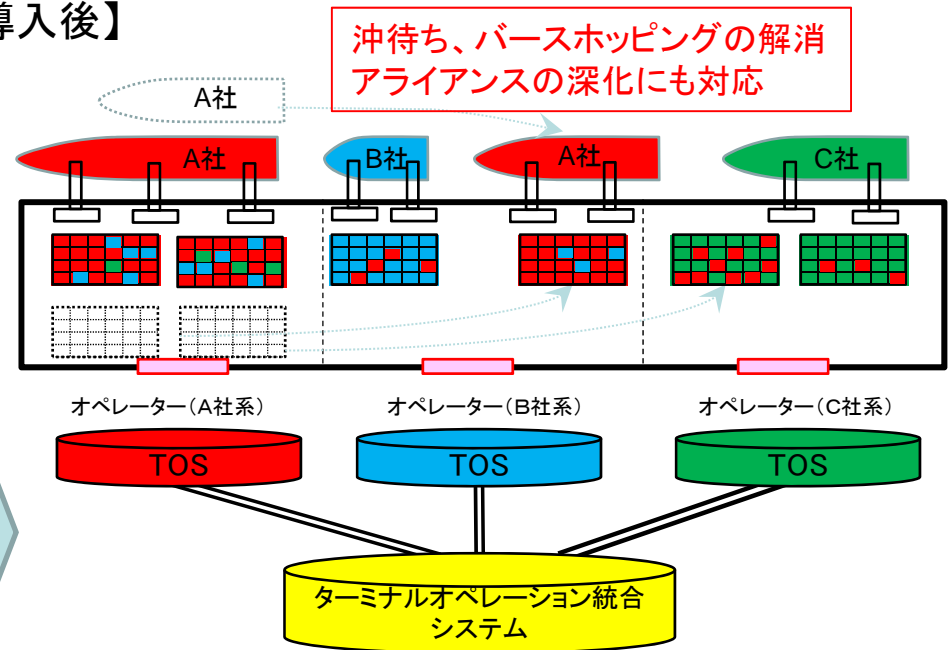 導入後】
沖待ち、バースホッピングの解消
アライアンスの深化にも対応
A社
A社
B社
A社
C社
オペレーター(A社系)
オペレーター(B社系)
オペレーター(C社系)
TOS
TOS
TOS
ターミナルオペレーション統合
システム